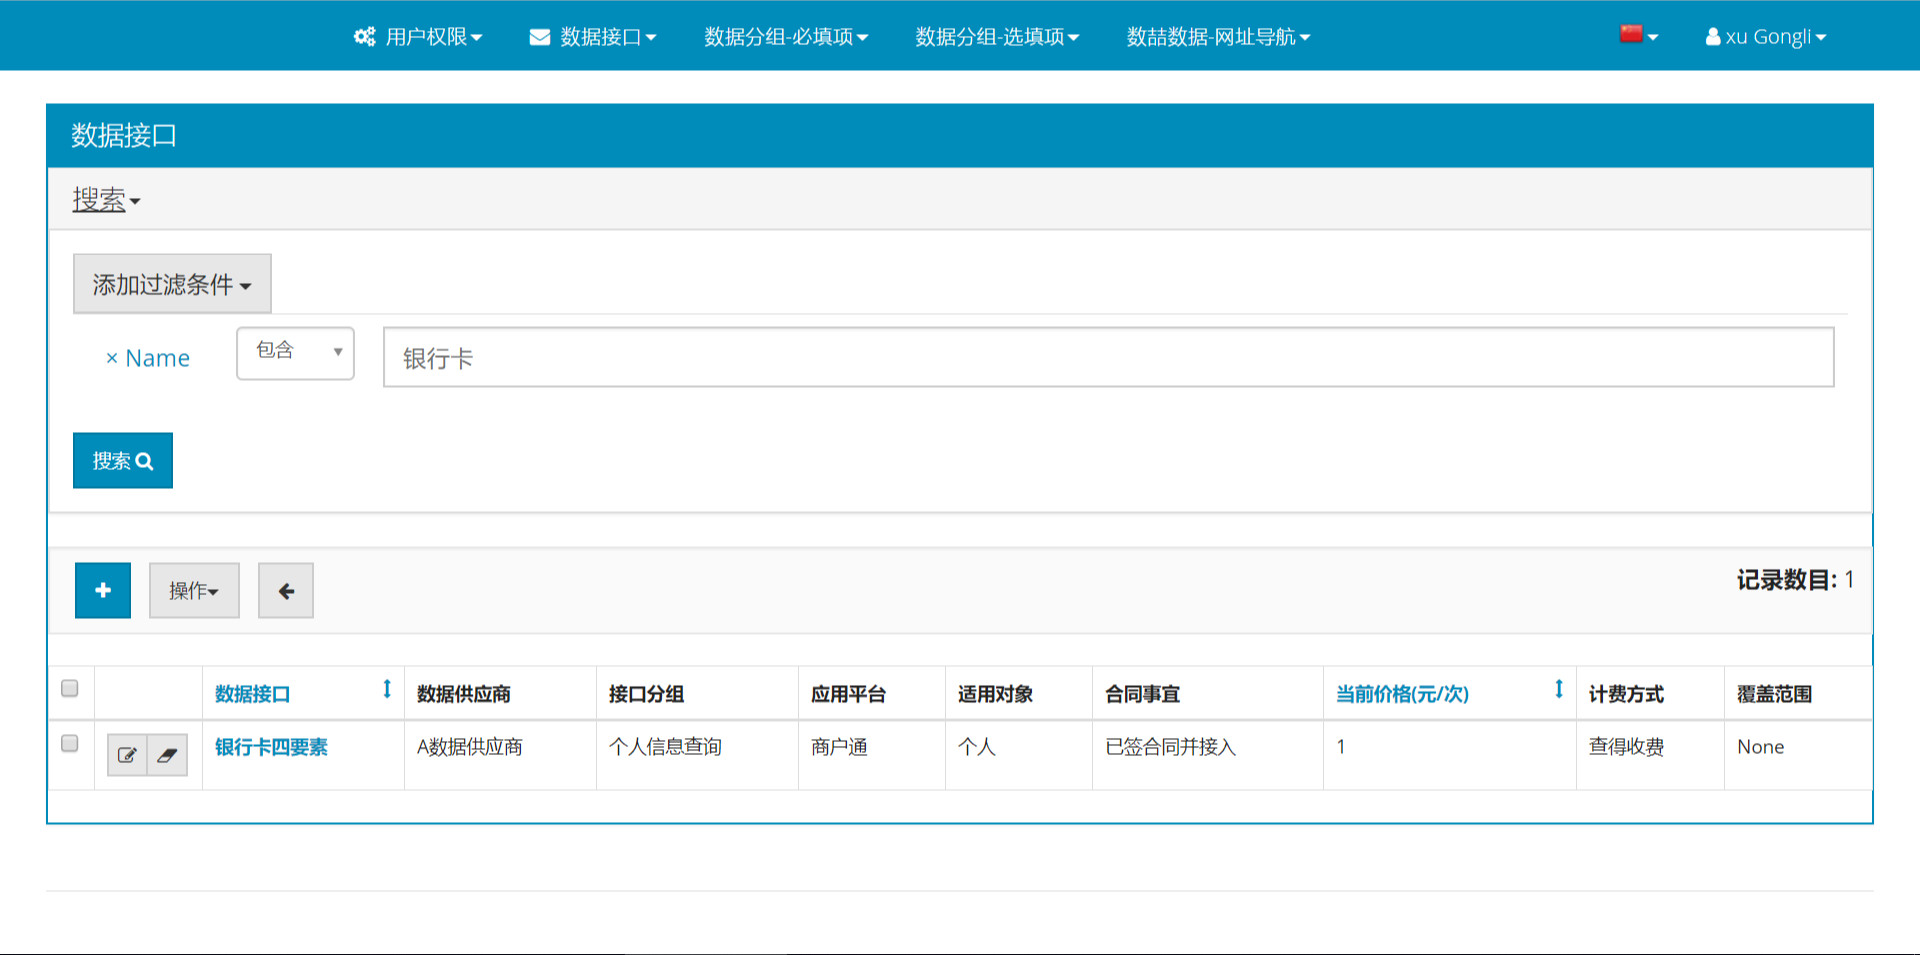 用户权限 数据接口 数据分组-必填项 数据分组-选填项 数喆数据-网址导航 xu Gongli
数据接口
搜索
添加过滤条件
× Name 包含 银行卡
搜索
操作 记录数目: 1
数据接口 数据供应商 接口分组 应用平台 适用对象 合同事宜 当前价格(元/次) 计费方式 覆盖范围
银行卡四要素 A数据供应商 个人信息查询 商户通 个人 已签合同并接入 1 查得收费 None